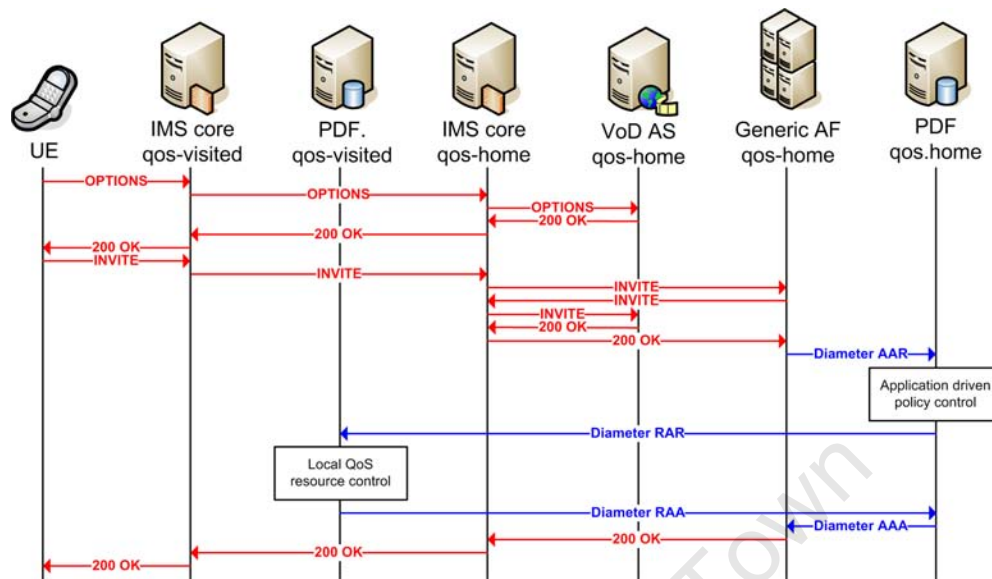 UE
IMS core
qos-visited
PDF.
qos-visited
IMS core
qos-home
VoD AS
qos-home
Generic AF
qos-home
PDF
qos.home
OPTIONS
OPTIONS
OPTIONS
200 OK
200 OK
200 OK
INVITE
INVITE
INVITE
INVITE
INVITE
200 OK
200 OK
Diameter AAR
Application driven
policy control
Diameter RAR
Local QoS
resource control
Diameter RAA
Diameter AAA
200 OK
200 OK
200 OK
Town